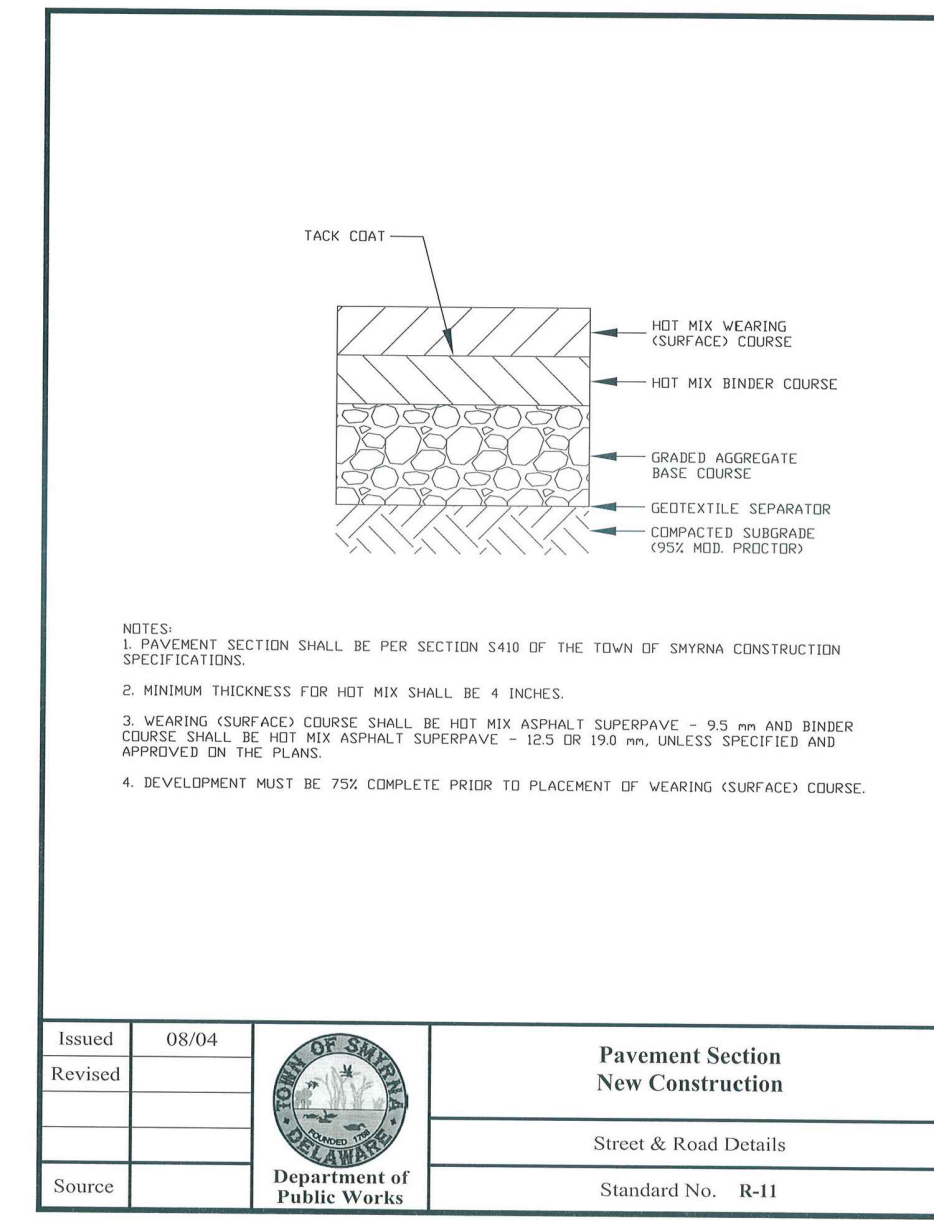 TACK COAT
HOT MIX WEARING
(SURFACE) COURSE
HOT MIX BINDER COURSE
GRADED AGGREGATE
BASE COURSE
GEOTEXTILE SEPARATOR
COMPACTED SUBGRADE
(95% MOD. PROCTOR)
NOTES:
1. PAVEMENT SECTION SHALL BE PER SECTION S410 OF THE TOWN OF SMYRNA CONSTRUCTION
SPECIFICATIONS.
2. MINIMUM THICKNESS FOR HOT MIX SHALL BE 4 INCHES.
3. WEARING (SURFACE) COURSE SHALL BE HOT MIX ASPHALT SUPERPAVE - 9.5 mm AND BINDER
COURSE SHALL BE HOT MIX ASPHALT SUPERPAVE - 12.5 OR 19.0 mm, UNLESS SPECIFIED AND
APPROVED ON THE PLANS.
4. DEVELOPMENT MUST BE 75% COMPLETE PRIOR TO PLACEMENT OF WEARING (SURFACE) COURSE.
Issued 08/04
Revised
Source
TOWN OF SMYRNA
FOUNDED 1768
DELAWARE
Department of
Public Works
Pavement Section
New Construction
Street & Road Details
Standard No. R-11